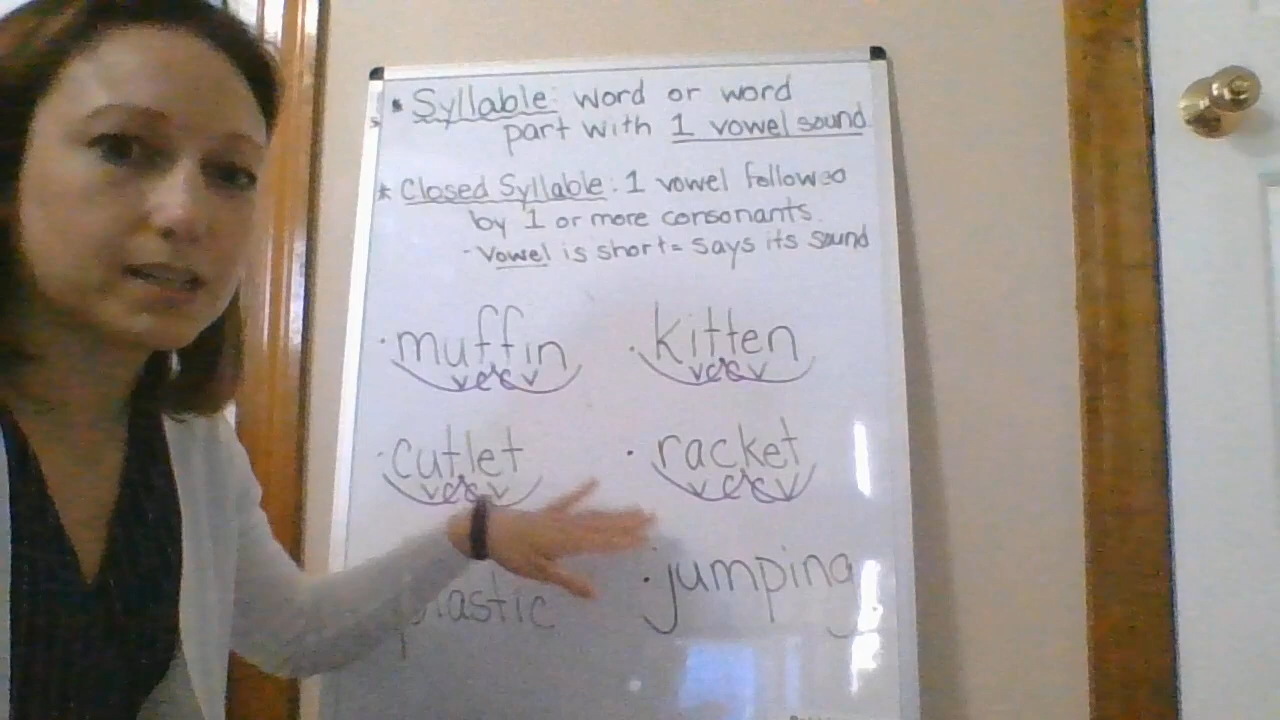 * Syllable: word or word
part with 1 vowel sound
* Closed Syllable: 1 vowel followed
by 1 or more consonants.
- Vowel is short = says its sound
· muffin · kitten
vccv vccv
· cutlet · racket
vccv vccv
plastic · jumping